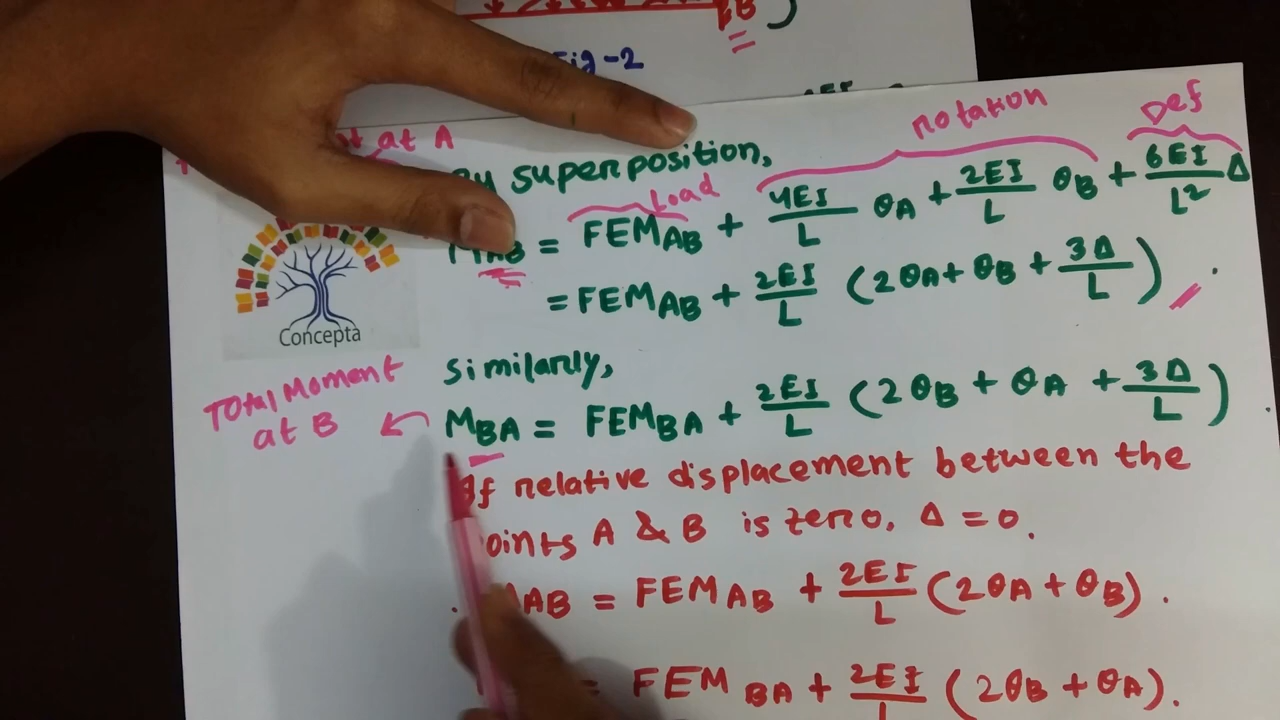 B
Fig-2
at A
By superposition,
rotation
Def
Load
MAB = FEMAB + 4EI/L θA + 2EI/L θB + 6EI/L² Δ
= FEMAB + 2EI/L (2θA + θB + 3Δ/L)
Concepta
Similarly,
Total Moment
at B
MBA = FEMBA + 2EI/L (2θB + θA + 3Δ/L).
If relative displacement between the
points A & B is zero, Δ = 0.
AB = FEMAB + 2EI/L (2θA + θB).
= FEM BA + 2EI/L (2θB + θA).